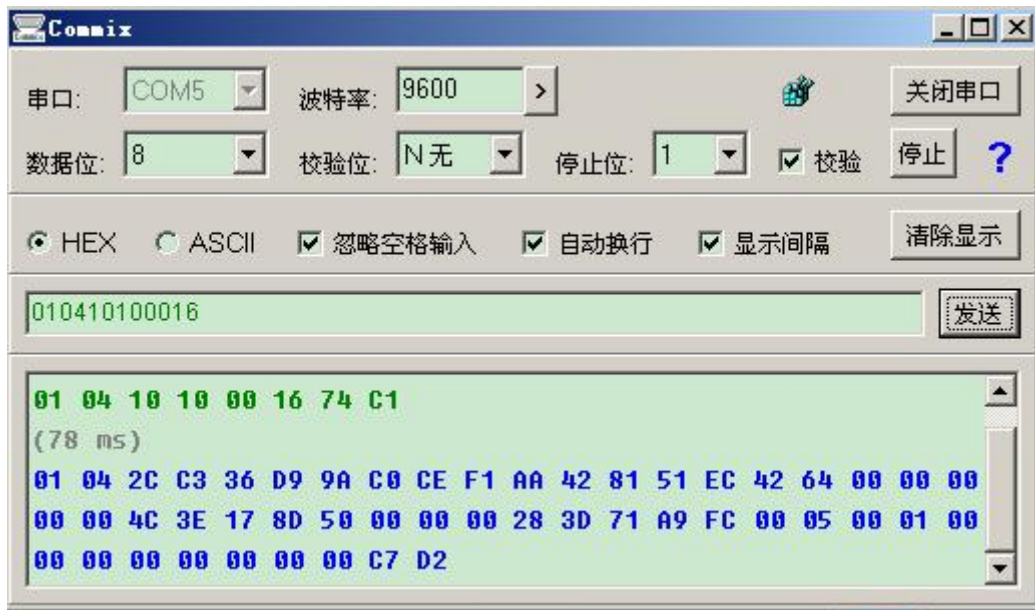 Commix
串口: COM5 波特率: 9600 > 关闭串口
数据位: 8 校验位: N 无 停止位: 1 校验 停止 ?
HEX ASCII 忽略空格输入 自动换行 显示间隔 清除显示
010410100016 发送
01 04 10 10 00 16 74 C1
(78 ms)
01 04 2C C3 36 D9 9A C0 CE F1 AA 42 81 51 EC 42 64 00 00 00
00 00 4C 3E 17 8D 50 00 00 00 28 3D 71 A9 FC 00 05 00 01 00
00 00 00 00 00 00 00 C7 D2